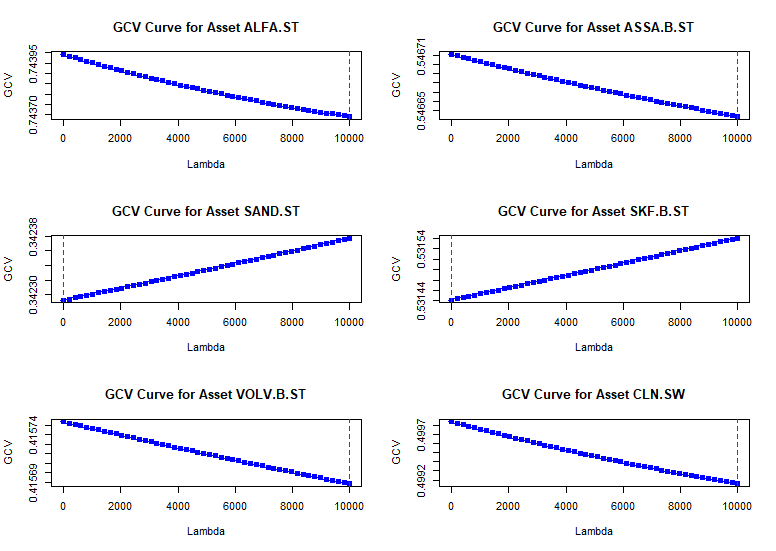 GCV Curve for Asset ALFA.ST
GCV
0.74395
0.74370
0 2000 4000 6000 8000 10000
Lambda
GCV Curve for Asset ASSA.B.ST
GCV
0.54671
0.54665
0 2000 4000 6000 8000 10000
Lambda
GCV Curve for Asset SAND.ST
GCV
0.34238
0.34230
0 2000 4000 6000 8000 10000
Lambda
GCV Curve for Asset SKF.B.ST
GCV
0.53154
0.53144
0 2000 4000 6000 8000 10000
Lambda
GCV Curve for Asset VOLV.B.ST
GCV
0.41574
0.41569
0 2000 4000 6000 8000 10000
Lambda
GCV Curve for Asset CLN.SW
GCV
0.4997
0.4992
0 2000 4000 6000 8000 10000
Lambda